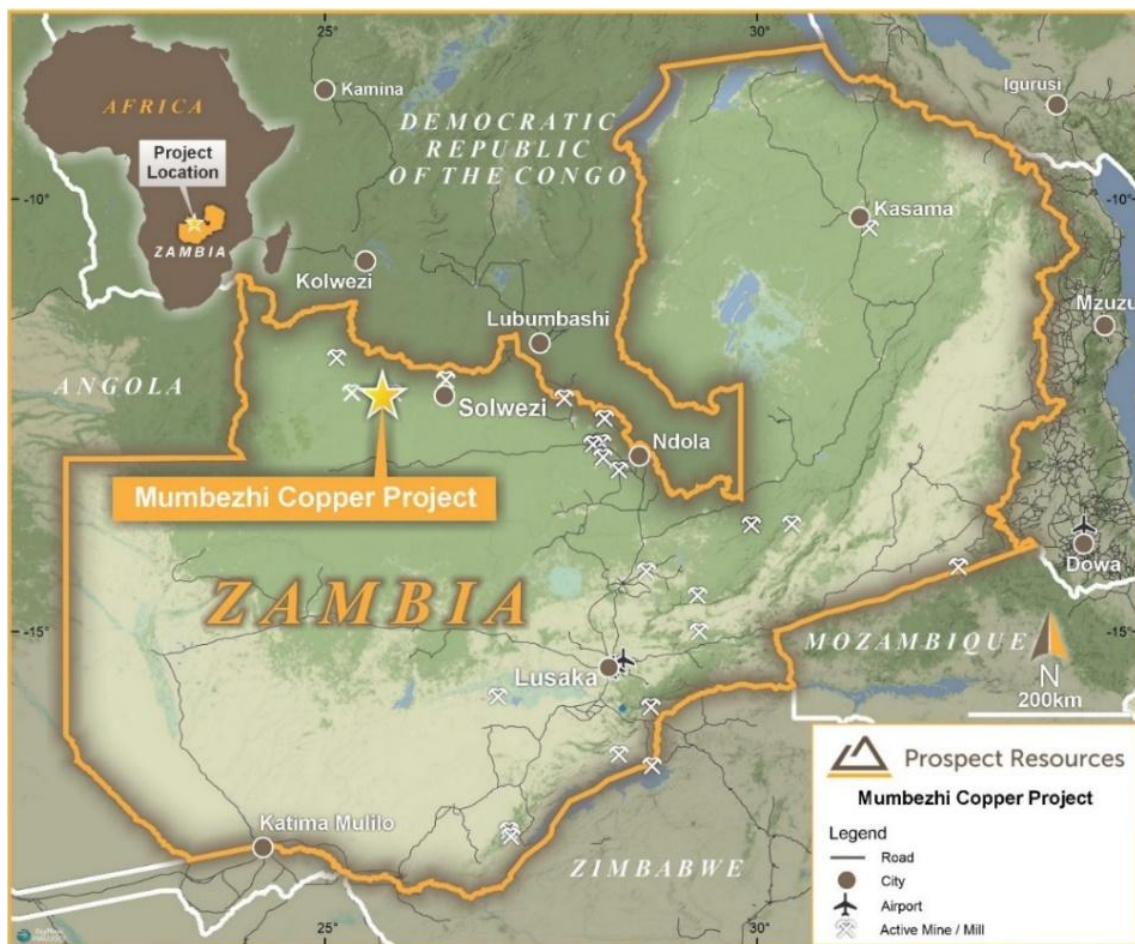 25°
30°
Kamina
Igurusi
AFRICA
DEMOCRATIC
REPUBLIC
OF THE CONGO
Project
Location
-10°
-10°
Kasama
ZAMBIA
Kolwezi
Mzuzu
Lubumbashi
ANGOLA
Solwezi
Ndola
Mumbezhi Copper Project
Dowa
ZAMBIA
-15°
-15°
MOZAMBIQUE
Lusaka
N
200km
Prospect Resources
Mumbezhi Copper Project
Katima Mulilo
Legend
Road
ZIMBABWE
City
Airport
25°
30°
Active Mine / Mill